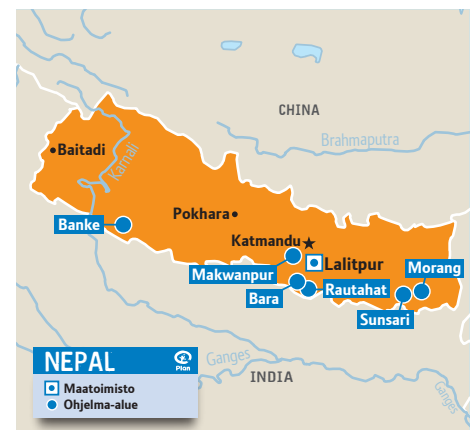 CHINA
Brahmaputra
Baitadi
Karnali
Pokhara
Banke
Katmandu
Lalitpur
Makwanpur
Morang
Bara
Rautahat
Sunsari
NEPAL
Plan
Ganges
INDIA
Maatoimisto
Ohjelma-alue
Ganges